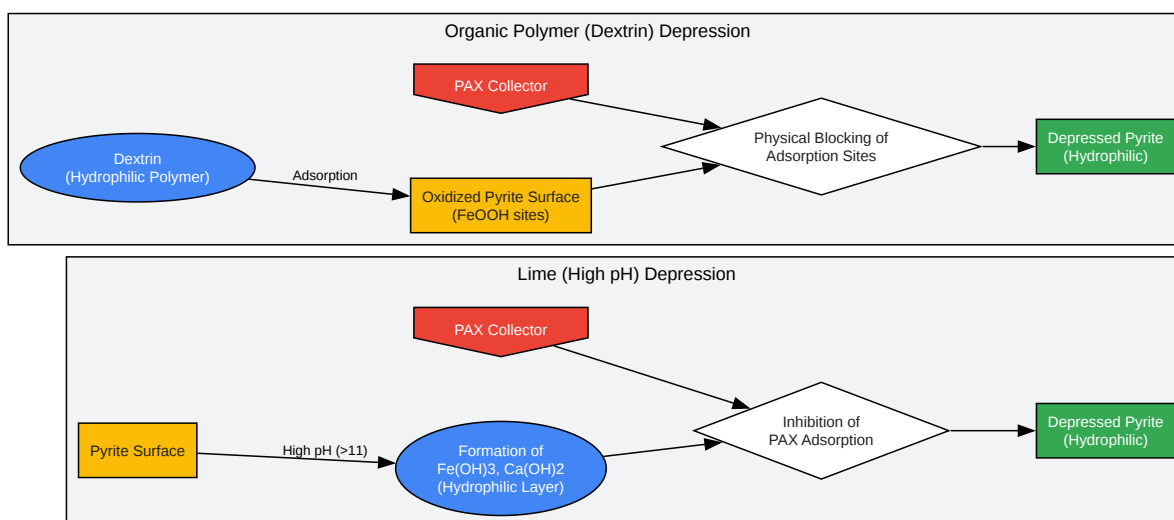 Organic Polymer (Dextrin) Depression
PAX Collector
Dextrin
(Hydrophilic Polymer)
Adsorption
Oxidized Pyrite Surface
(FeOOH sites)
Physical Blocking of
Adsorption Sites
Depressed Pyrite
(Hydrophilic)
Lime (High pH) Depression
PAX Collector
Pyrite Surface
High pH (>11)
Formation of
Fe(OH)3, Ca(OH)2
(Hydrophilic Layer)
Inhibition of
PAX Adsorption
Depressed Pyrite
(Hydrophilic)